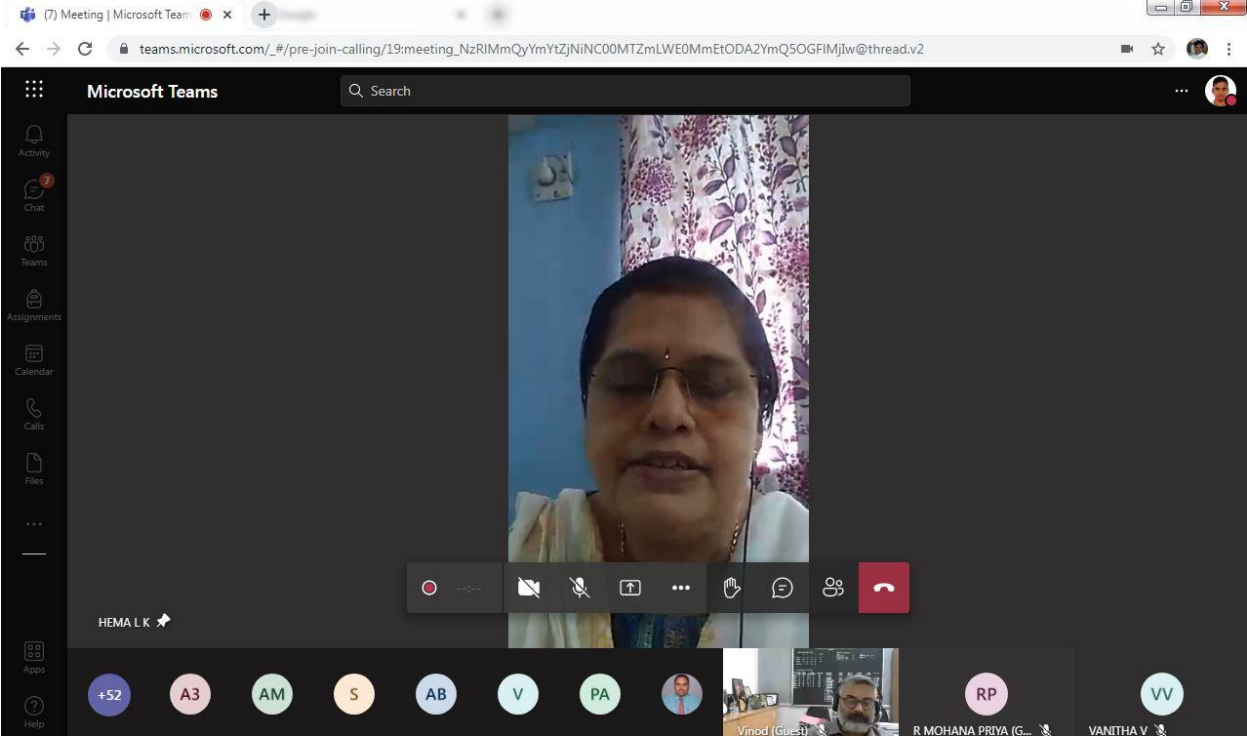 (7) Meeting | Microsoft Team
teams.microsoft.com/_#/pre-join-calling/19:meeting_NzRlMmQyYmYtZjNiNC00MTZmLWE0MmEtODA2YmQ5OGFlMjIw@thread.v2
Microsoft Teams
Search
Activity
7
Chat
Teams
Assignments
Calendar
Calls
Files
Apps
Help
--:--
HEMA L K
+52
A3
AM
S
AB
V
PA
Vinod (Guest)
RP
R MOHANA PRIYA (G...
VV
VANITHA V